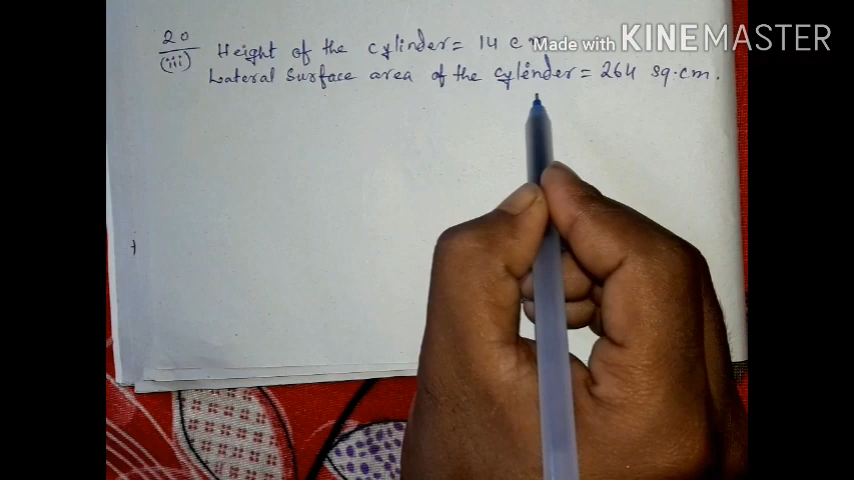 20
(iii)
Height of the cylinder = 14 c m
Made with KINEMASTER
Lateral Surface area of the cylinder = 264 sq.cm.